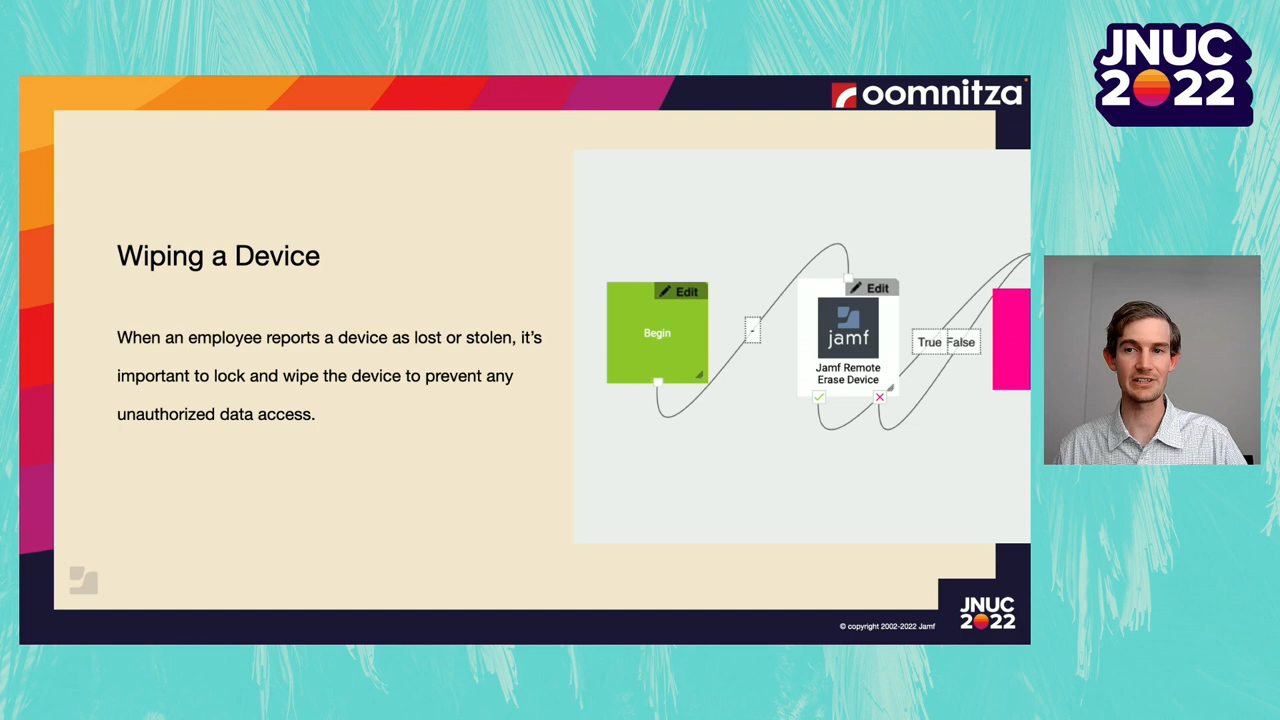 JNUC
2022
oomnitza
Wiping a Device
When an employee reports a device as lost or stolen, it's
important to lock and wipe the device to prevent any
unauthorized data access.
Edit
Begin
-
Edit
jamf
Jamf Remote
Erase Device
True
False
© copyright 2002-2022 Jamf
JNUC
2022